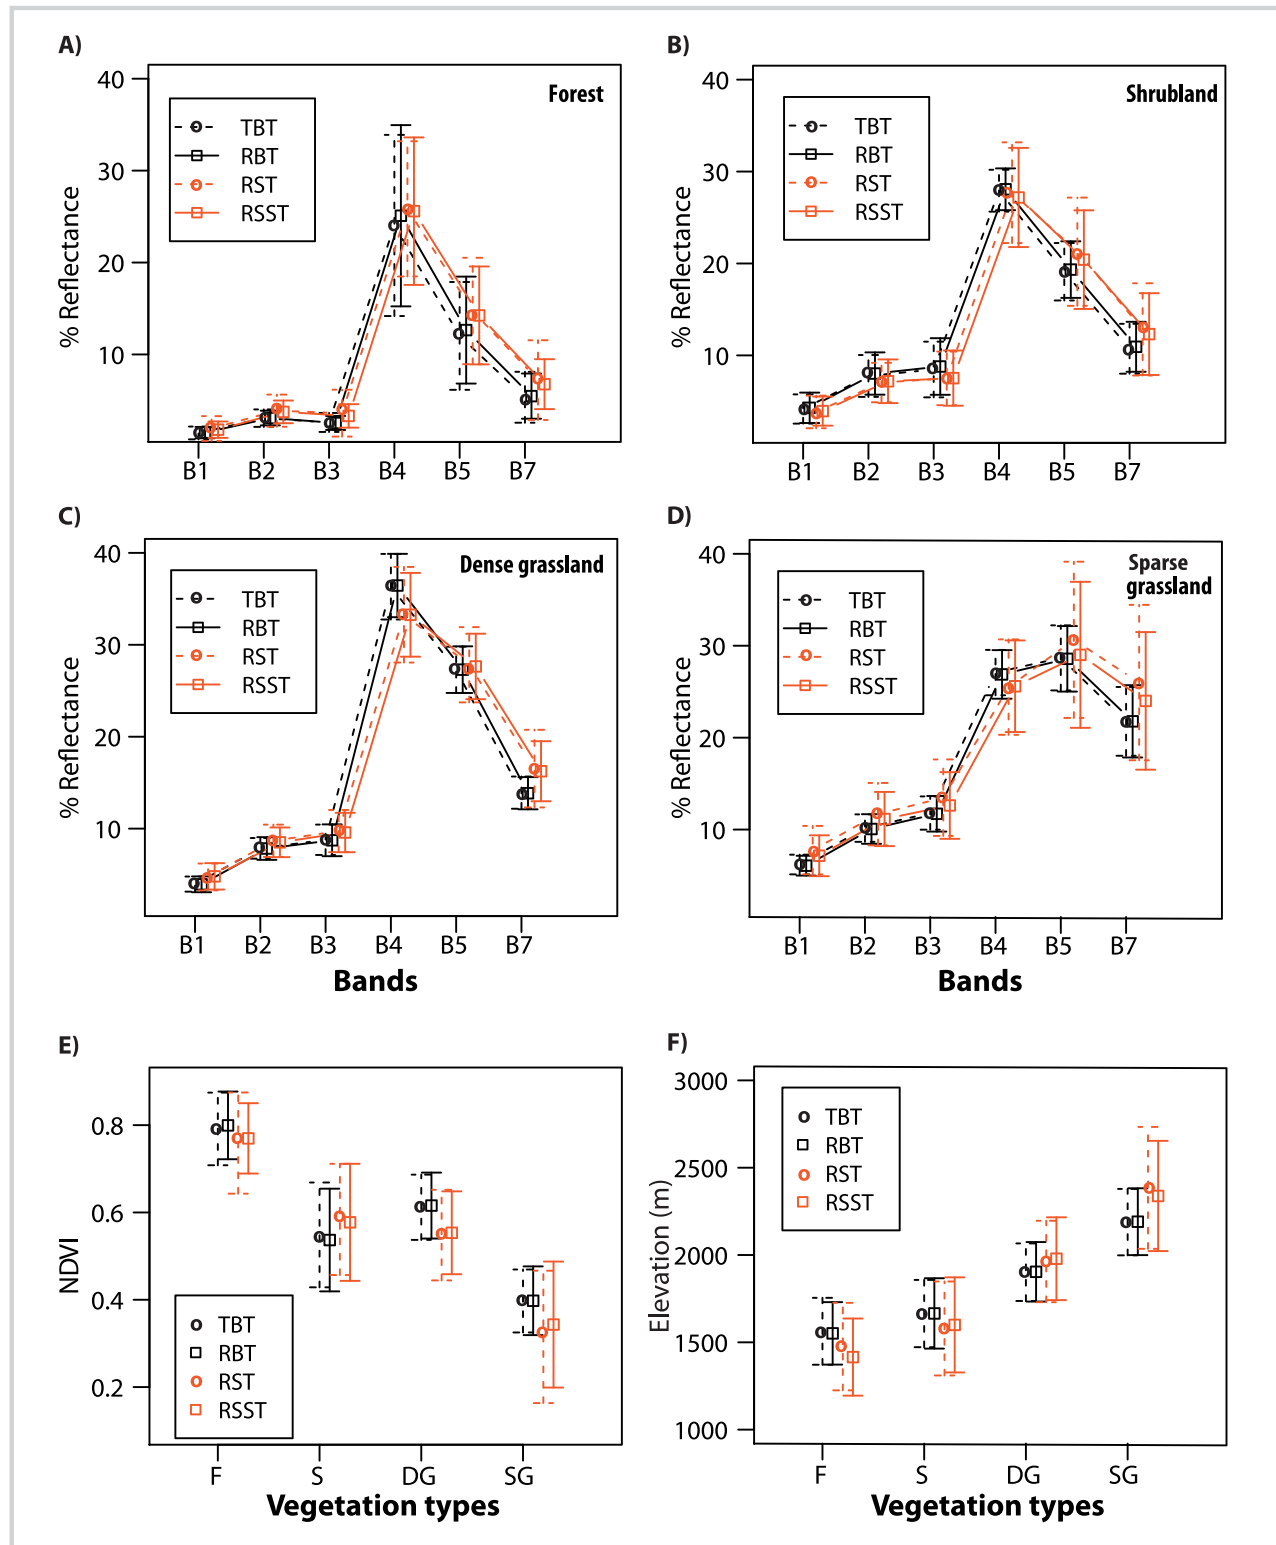 A)
40
30
20
10
% Reflectance
Forest
TBT
RBT
RST
RSST
B1 B2 B3 B4 B5 B7
B)
40
30
20
10
% Reflectance
Shrubland
TBT
RBT
RST
RSST
B1 B2 B3 B4 B5 B7
C)
40
30
20
10
% Reflectance
Dense grassland
TBT
RBT
RST
RSST
B1 B2 B3 B4 B5 B7
Bands
D)
40
30
20
10
% Reflectance
Sparse
grassland
TBT
RBT
RST
RSST
B1 B2 B3 B4 B5 B7
Bands
E)
0.8
0.6
0.4
0.2
NDVI
TBT
RBT
RST
RSST
F S DG SG
Vegetation types
F)
3000
2500
2000
1500
1000
Elevation (m)
TBT
RBT
RST
RSST
F S DG SG
Vegetation types